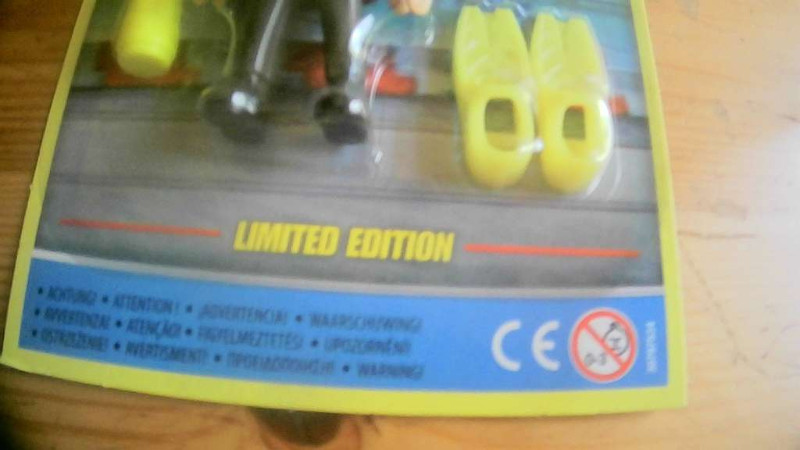 LIMITED EDITION
• ACHTUNG! • ATTENTION! • ¡ADVERTENCIA! • WAARSCHUWING!
• AVVERTENZA! • ATENÇÃO! • FIGYELMEZTETÉS! • UPOZORNĚNÍ!
• OSTRZEŻENIE! • AVERTISMENT! • ΠΡΟΕΙΔΟΠΟΙΗΣΗ! • WARNING!
CE
0-3